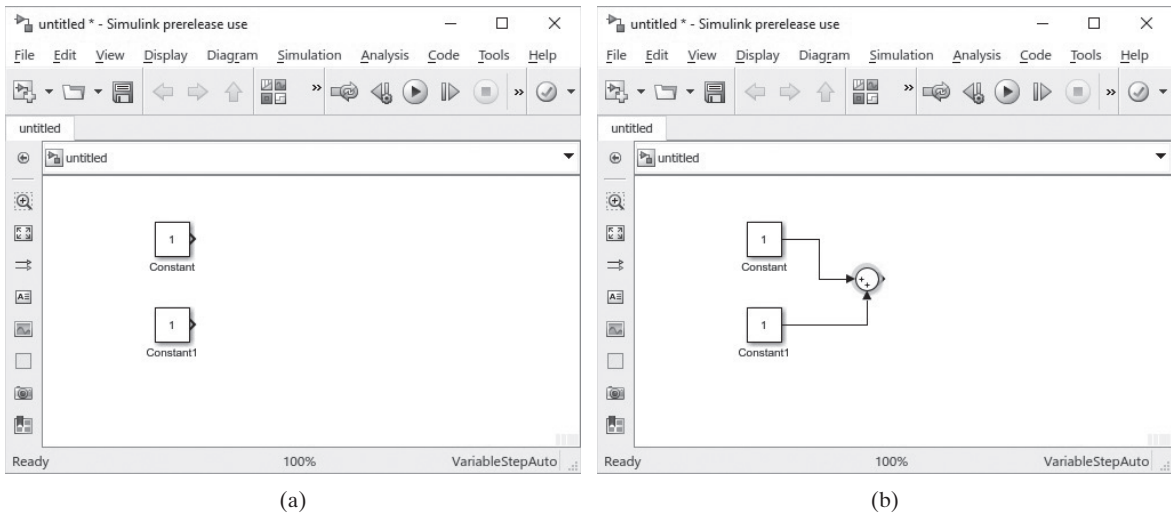 untitled * - Simulink prerelease use
File Edit View Display Diagram Simulation Analysis Code Tools Help
untitled
untitled
1
Constant
1
Constant1
Ready 100% VariableStepAuto
(a)
untitled * - Simulink prerelease use
File Edit View Display Diagram Simulation Analysis Code Tools Help
untitled
untitled
1
Constant
1
Constant1
Ready 100% VariableStepAuto
(b)